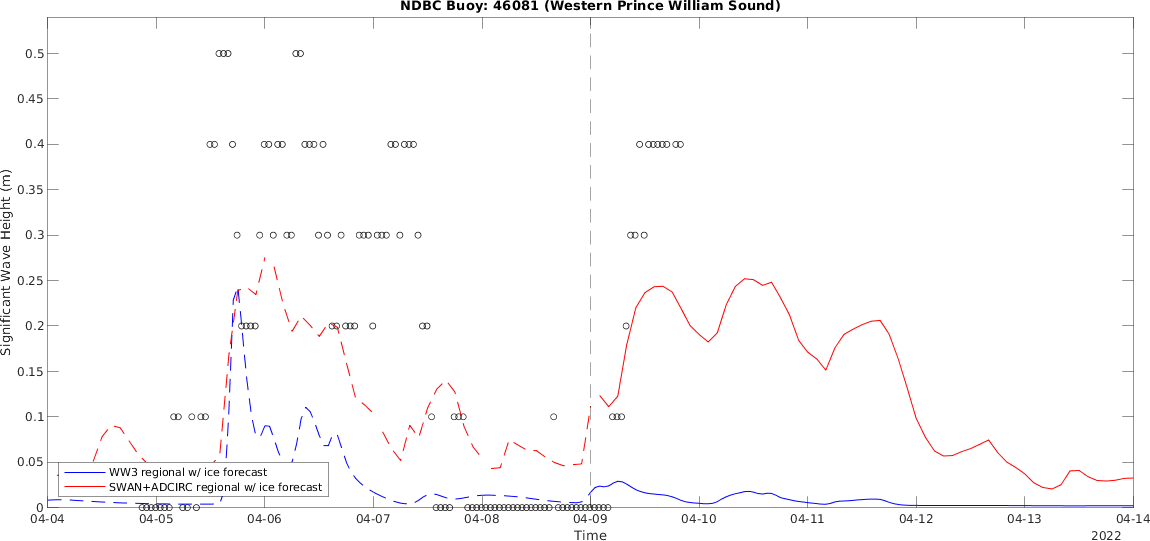 NDBC Buoy: 46081 (Western Prince William Sound)
Significant Wave Height (m)
0.5
0.45
0.4
0.35
0.3
0.25
0.2
0.15
0.1
0.05
0
WW3 regional w/ ice forecast
SWAN+ADCIRC regional w/ ice forecast
04-04 04-05 04-06 04-07 04-08 04-09 04-10 04-11 04-12 04-13 04-14
Time
2022